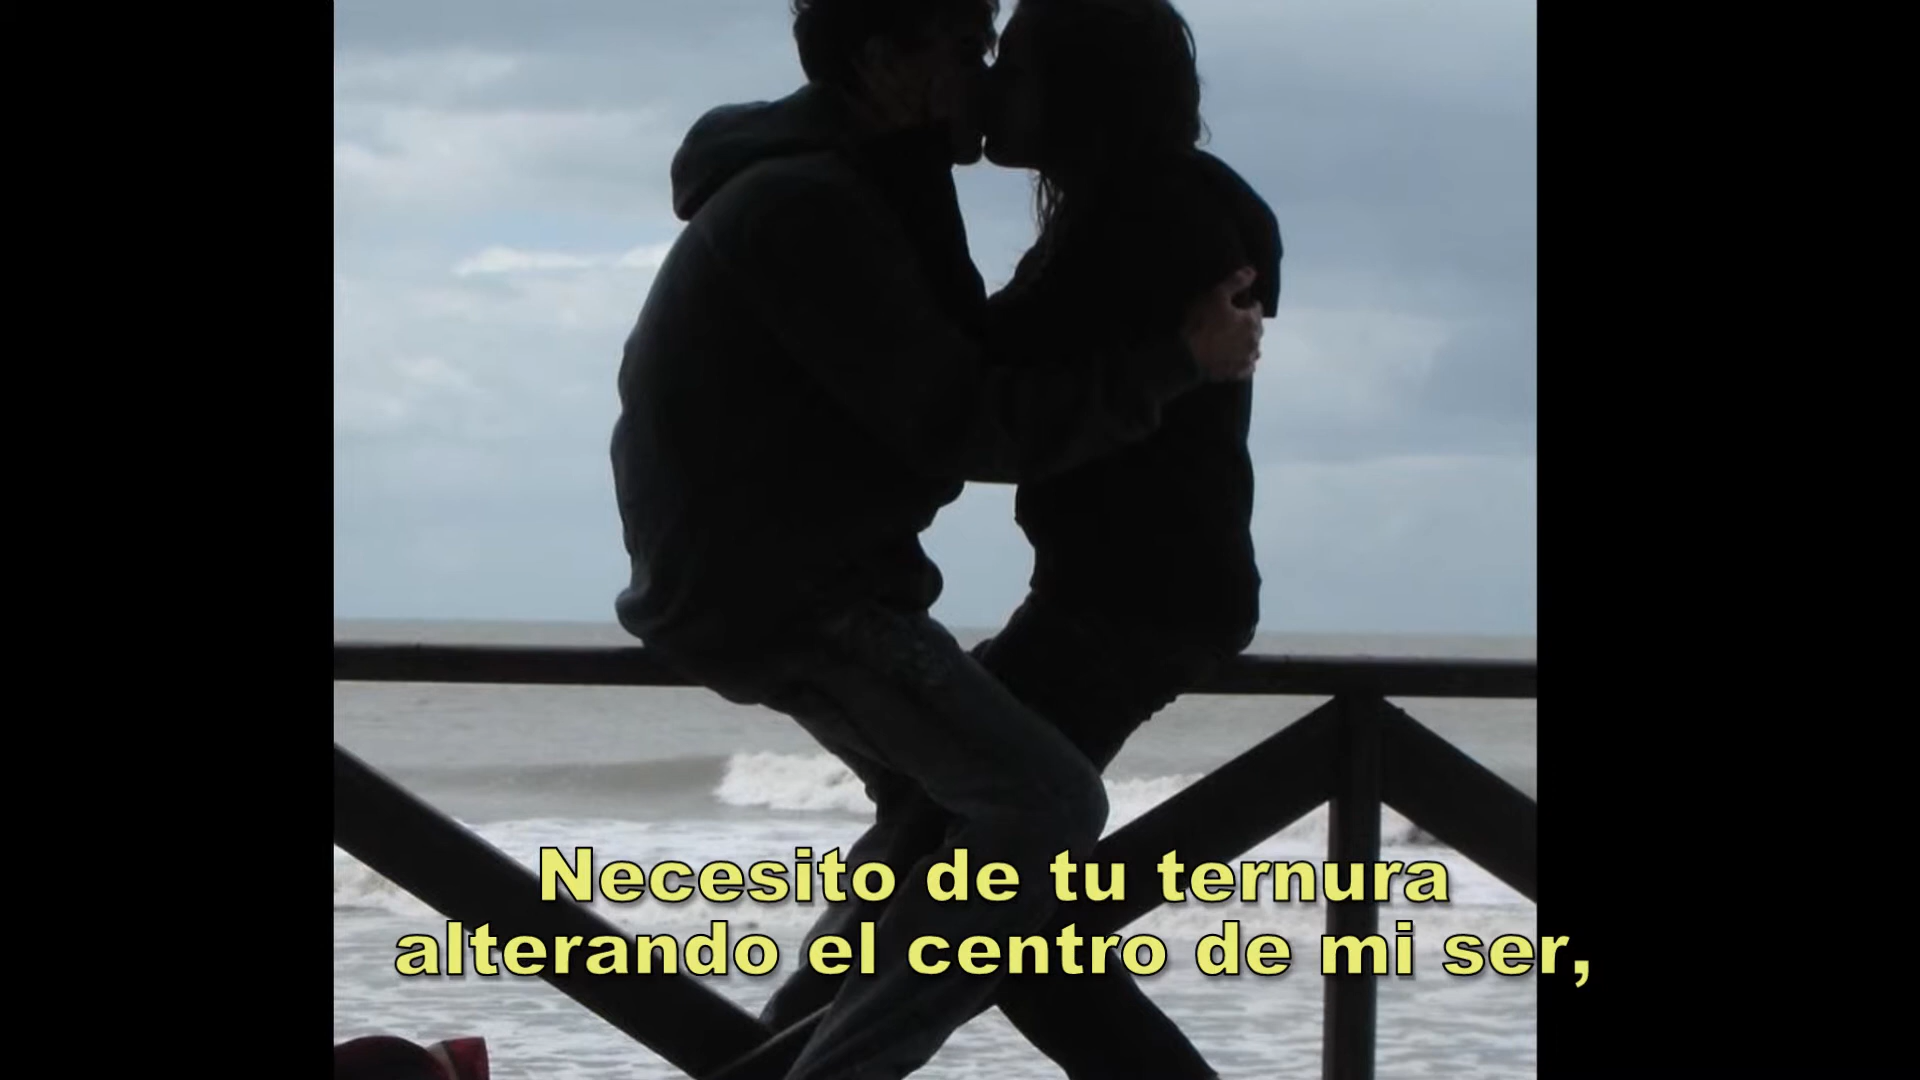 Necesito de tu ternura
alterando el centro de mi ser,